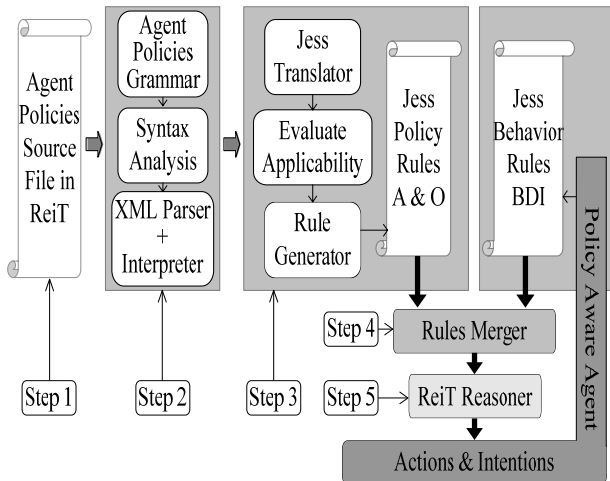 Agent
Policies
Source
File in
ReiT
Agent
Policies
Grammar
Syntax
Analysis
XML Parser
+
Interpreter
Jess
Translator
Evaluate
Applicability
Rule
Generator
Jess
Policy
Rules
A & O
Jess
Behavior
Rules
BDI
Policy Aware Agent
Step 4
Rules Merger
Step 1
Step 2
Step 3
Step 5
ReiT Reasoner
Actions & Intentions